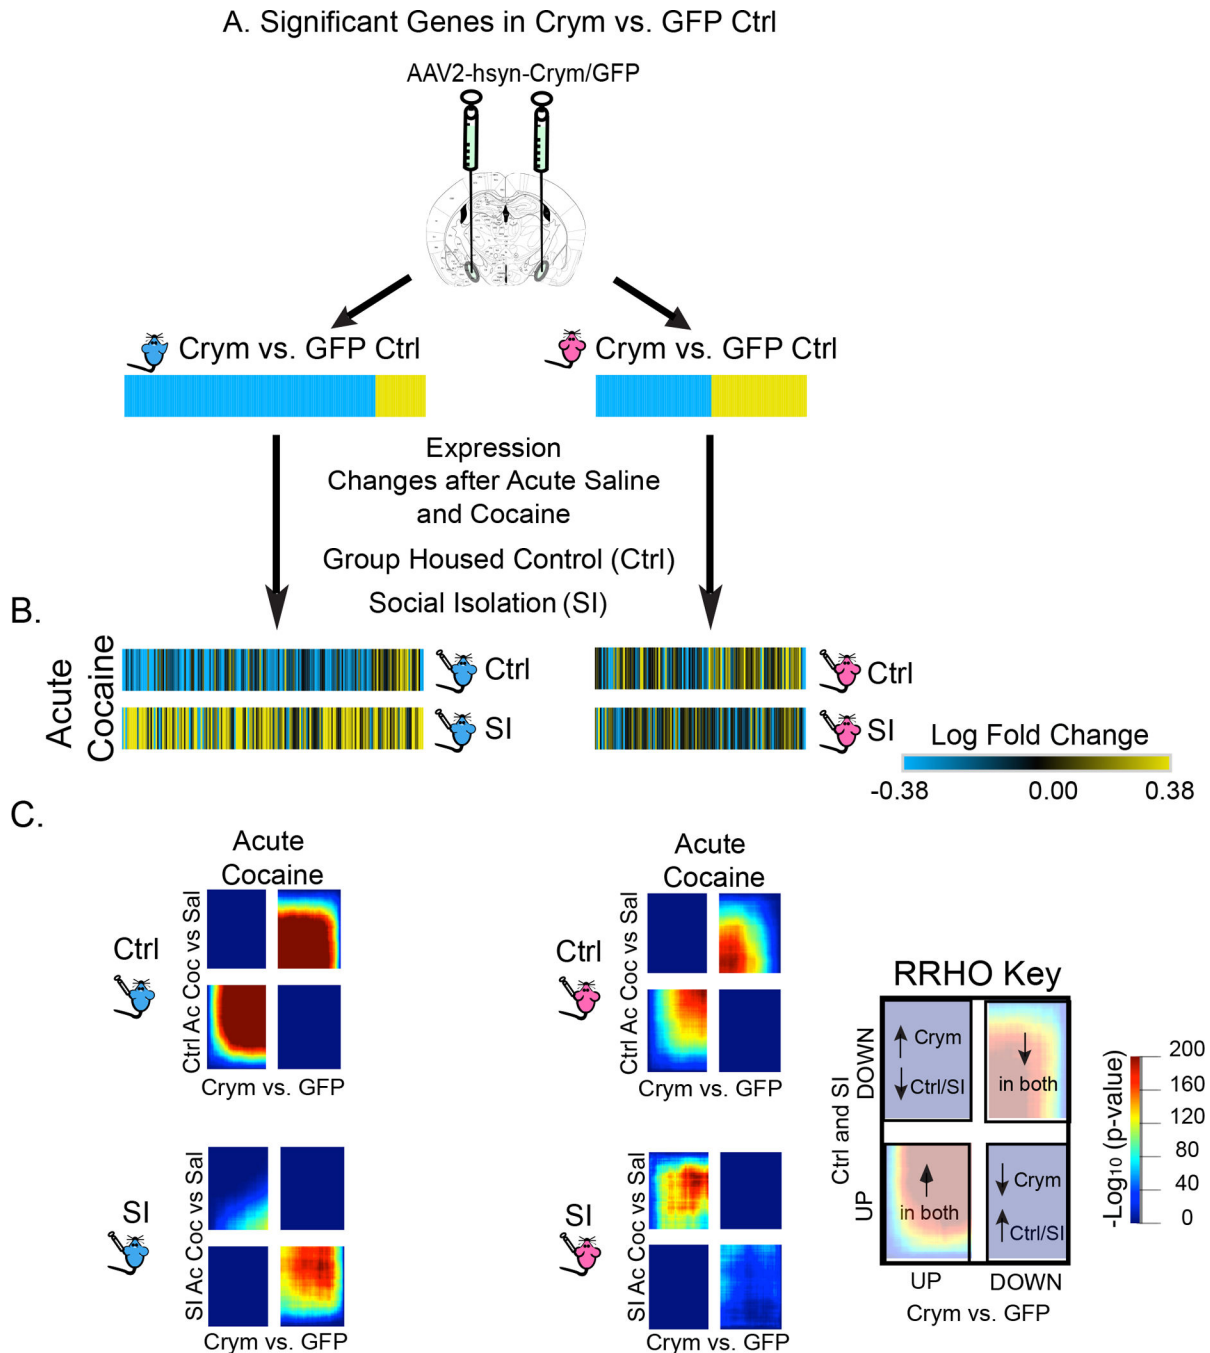 A. Significant Genes in Crym vs. GFP Ctrl
AAV2-hsyn-Crym/GFP
Crym vs. GFP Ctrl
Crym vs. GFP Ctrl
Expression
Changes after Acute Saline
and Cocaine
Group Housed Control (Ctrl)
Social Isolation (SI)
B.
Acute
Cocaine
Ctrl
SI
Ctrl
SI
Log Fold Change
-0.38 0.00 0.38
C.
Acute
Cocaine
Ctrl
Ctrl Ac Coc vs Sal
Crym vs. GFP
SI
SI Ac Coc vs Sal
Crym vs. GFP
Acute
Cocaine
Ctrl
Ctrl Ac Coc vs Sal
Crym vs. GFP
SI
SI Ac Coc vs Sal
Crym vs. GFP
RRHO Key
Ctrl and SI
DOWN
UP
Crym
Ctrl/SI
in both
in both
Crym
Ctrl/SI
UP
DOWN
Crym vs. GFP
-Log₁₀ (p-value)
200
160
120
80
40
0